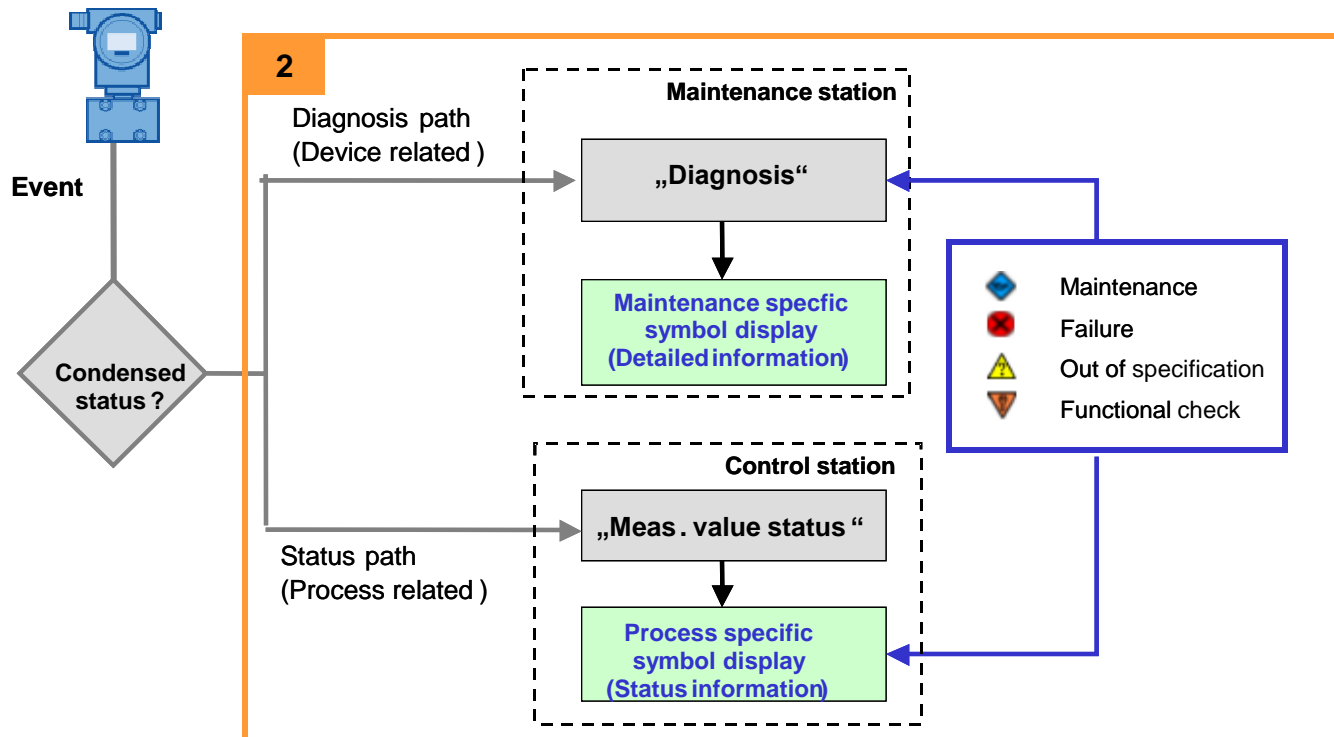 2
Maintenance station
Diagnosis path
(Device related )
„Diagnosis“
Event
Maintenance specfic
symbol display
(Detailed information)
Maintenance
Failure
Out of specification
Functional check
Condensed
status ?
Control station
„Meas. value status “
Status path
(Process related )
Process specific
symbol display
(Status information)